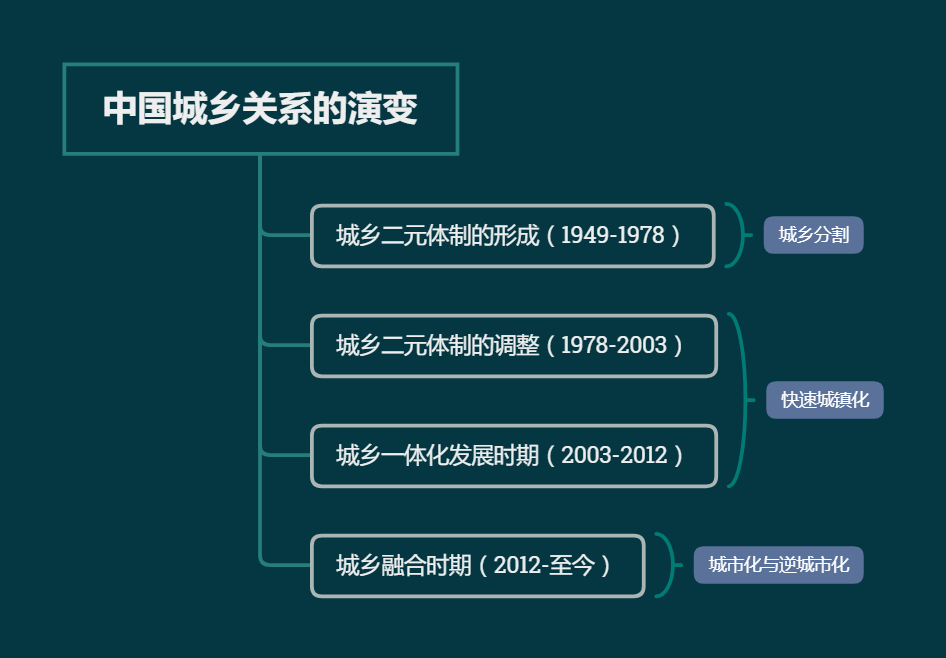 中国城乡关系的演变
城乡二元体制的形成（1949-1978）
城乡分割
城乡二元体制的调整（1978-2003）
快速城镇化
城乡一体化发展时期（2003-2012）
城乡融合时期（2012-至今）
城市化与逆城市化